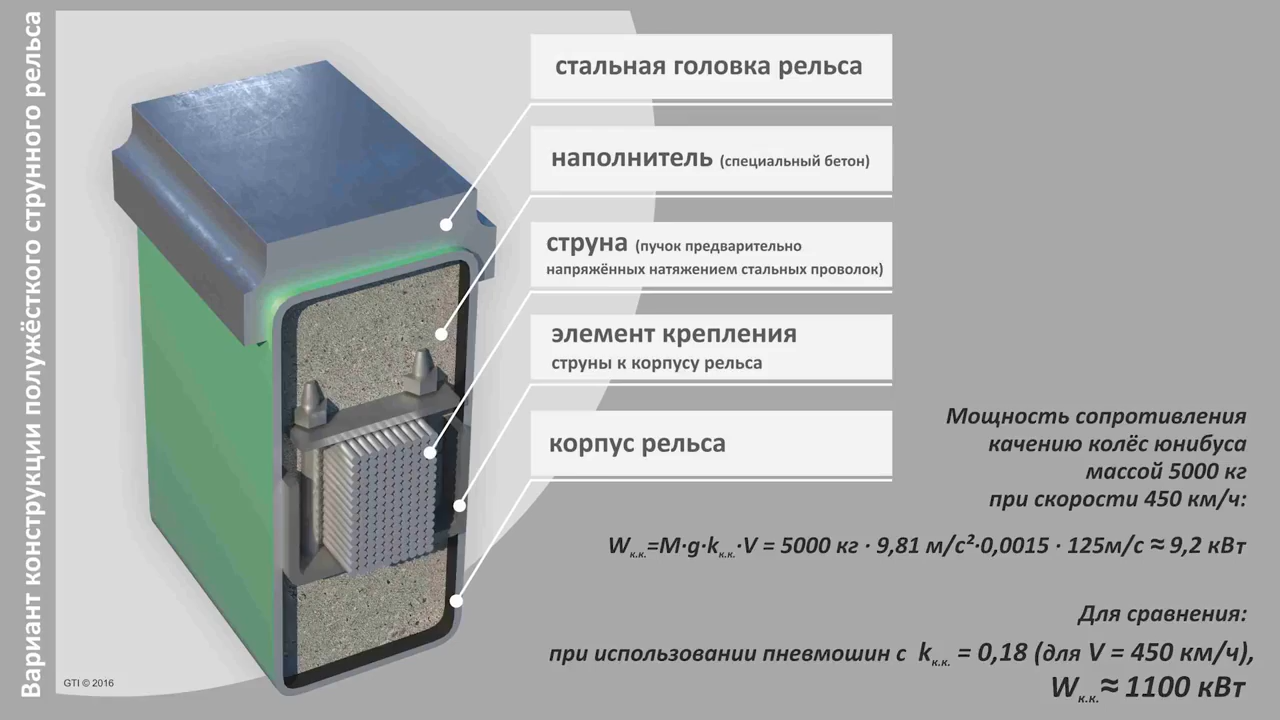 Вариант конструкции полужёсткого струнного рельса
стальная головка рельса
наполнитель (специальный бетон)
струна (пучок предварительно
напряжённых натяжением стальных проволок)
элемент крепления
струны к корпусу рельса
корпус рельса
Мощность сопротивления
качению колёс юнибуса
массой 5000 кг
при скорости 450 км/ч:
Wк.к.=M·g·kк.к.·V = 5000 кг · 9,81 м/с²·0,0015 · 125м/с ≈ 9,2 кВт
Для сравнения:
при использовании пневмошин с kк.к. = 0,18 (для V = 450 км/ч),
Wк.к.≈ 1100 кВт
GTI © 2016